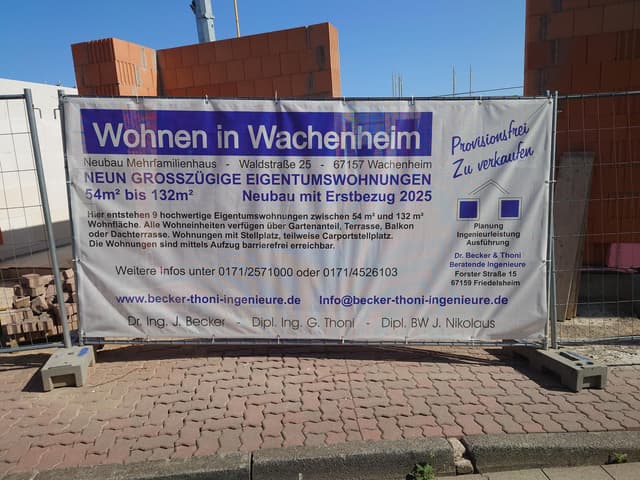 Wohnen in Wachenheim
Neubau Mehrfamilienhaus - Waldstraße 25 - 67157 Wachenheim
NEUN GROSSZÜGIGE EIGENTUMSWOHNUNGEN
54m² bis 132m² Neubau mit Erstbezug 2025
Hier entstehen 9 hochwertige Eigentumswohnungen zwischen 54 m² und 132 m²
Wohnfläche. Alle Wohneinheiten verfügen über Gartenanteil, Terrasse, Balkon
oder Dachterrasse. Wohnungen mit Stellplatz, teilweise Carportstellplatz.
Die Wohnungen sind mittels Aufzug barrierefrei erreichbar.
Weitere Infos unter 0171/2571000 oder 0171/4526103
www.becker-thoni-ingenieure.de Info@becker-thoni-ingenieure.de
Dr. Ing. J. Becker - Dipl. Ing. G. Thoni - Dipl. BW J. Nikolaus
Provisionsfrei
Zu verkaufen
Planung
Ingenieurleistung
Ausführung
Dr. Becker & Thoni
Beratende Ingenieure
Forster Straße 15
67159 Friedelsheim